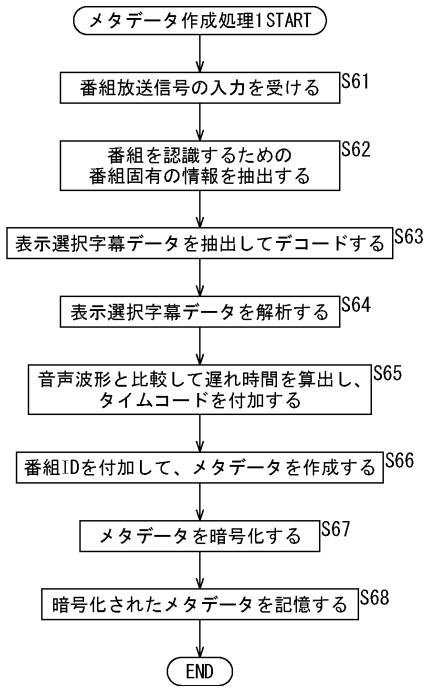 メタデータ作成処理1START
番組放送信号の入力を受ける
S61
番組を認識するための
番組固有の情報を抽出する
S62
表示選択字幕データを抽出してデコードする
S63
表示選択字幕データを解析する
S64
音声波形と比較して遅れ時間を算出し、
タイムコードを付加する
S65
番組IDを付加して、メタデータを作成する
S66
メタデータを暗号化する
S67
暗号化されたメタデータを記憶する
S68
END